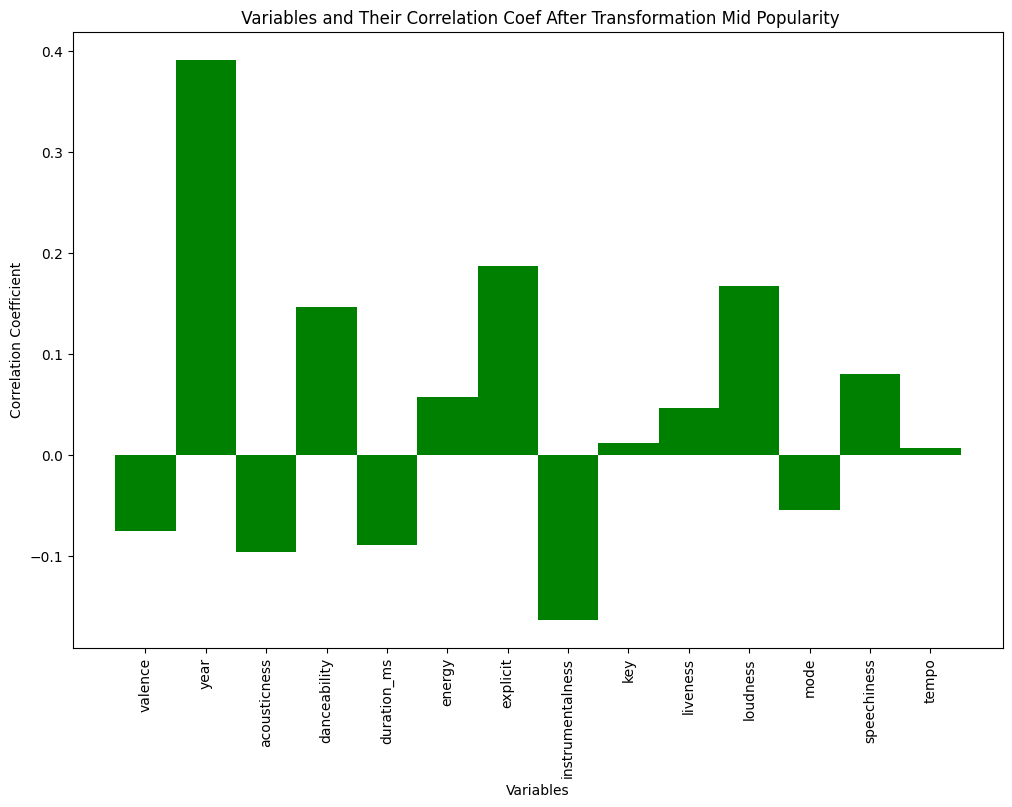 Variables and Their Correlation Coef After Transformation Mid Popularity
Correlation Coefficient
0.4
0.3
0.2
0.1
0.0
−0.1
valence
year
acousticness
danceability
duration_ms
energy
explicit
instrumentalness
key
liveness
loudness
mode
speechiness
tempo
Variables